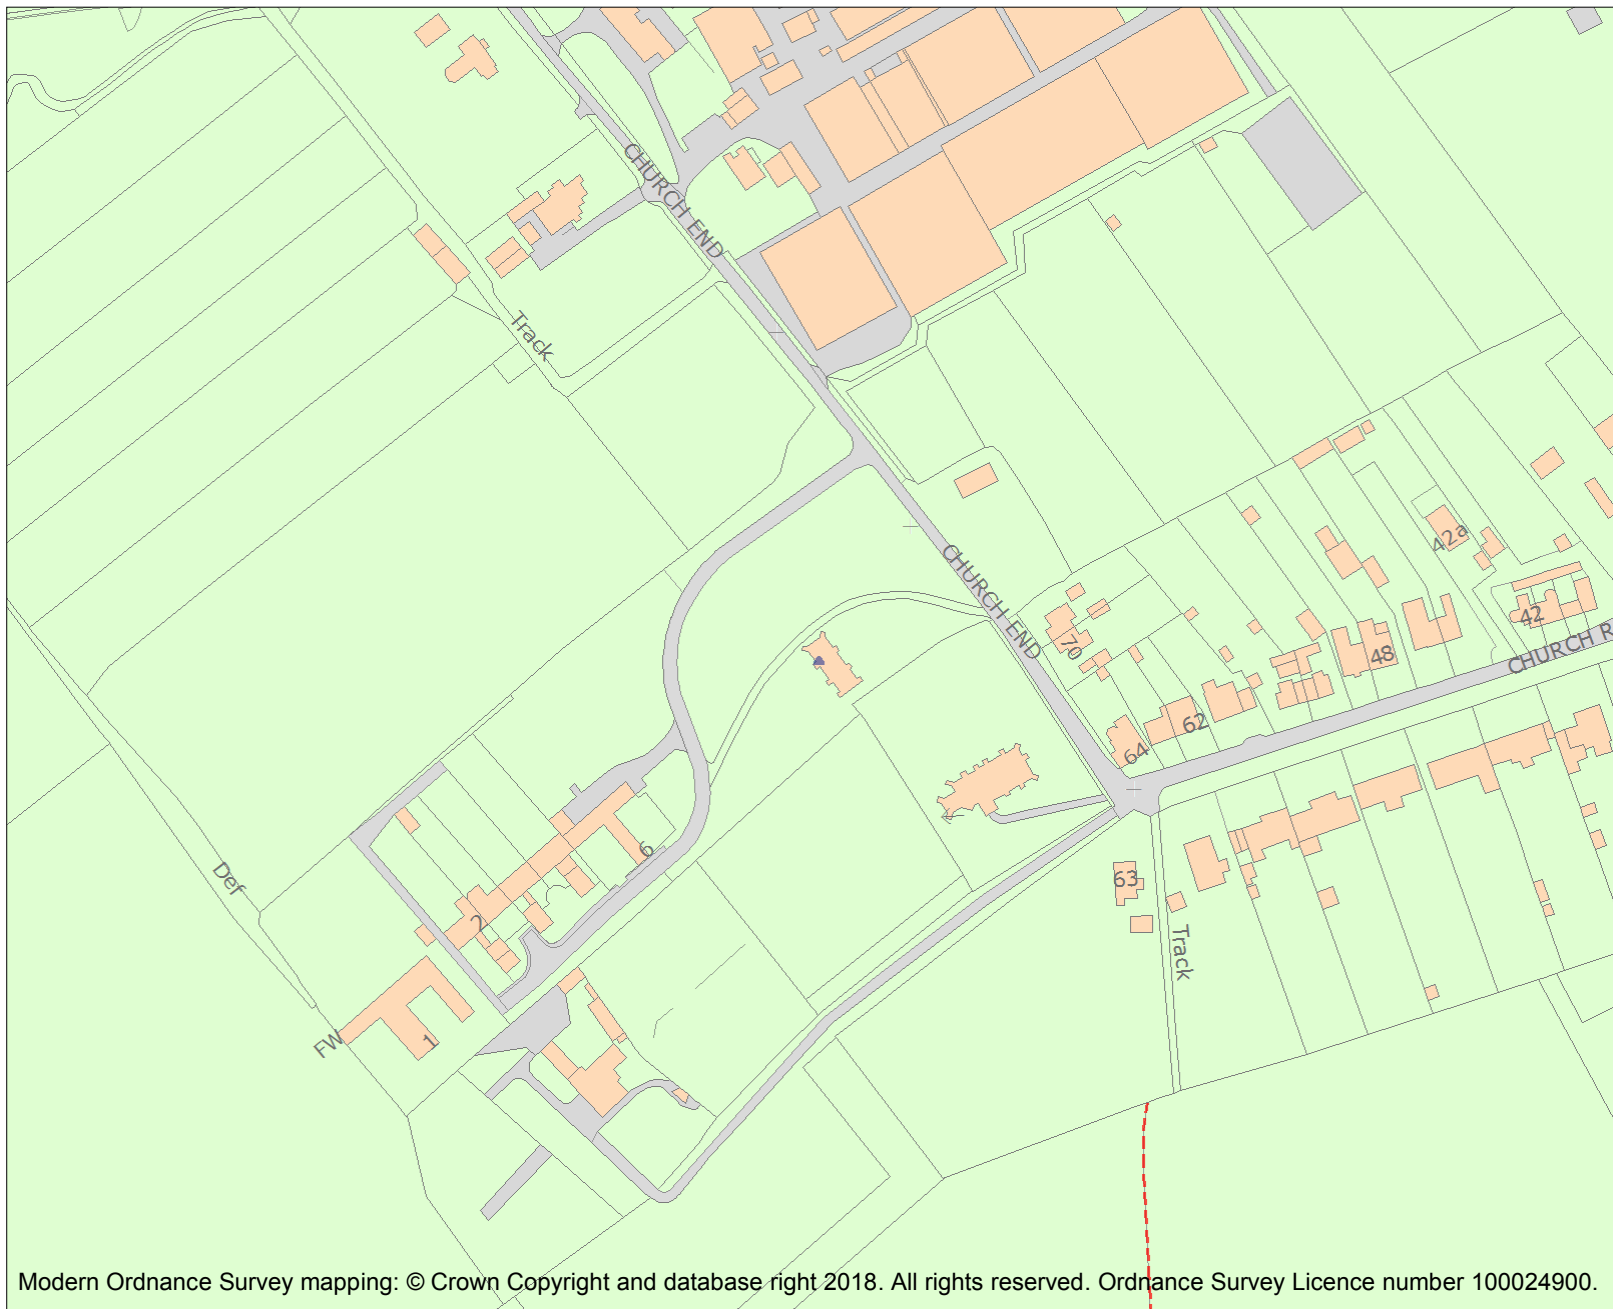 CHURCH END
Track
CHURCH END
42a
42
70
48
CHURCH R
62
64
6
63
Def
2
Track
FW
1
Modern Ordnance Survey mapping: © Crown Copyright and database right 2018. All rights reserved. Ordnance Survey Licence number 100024900.